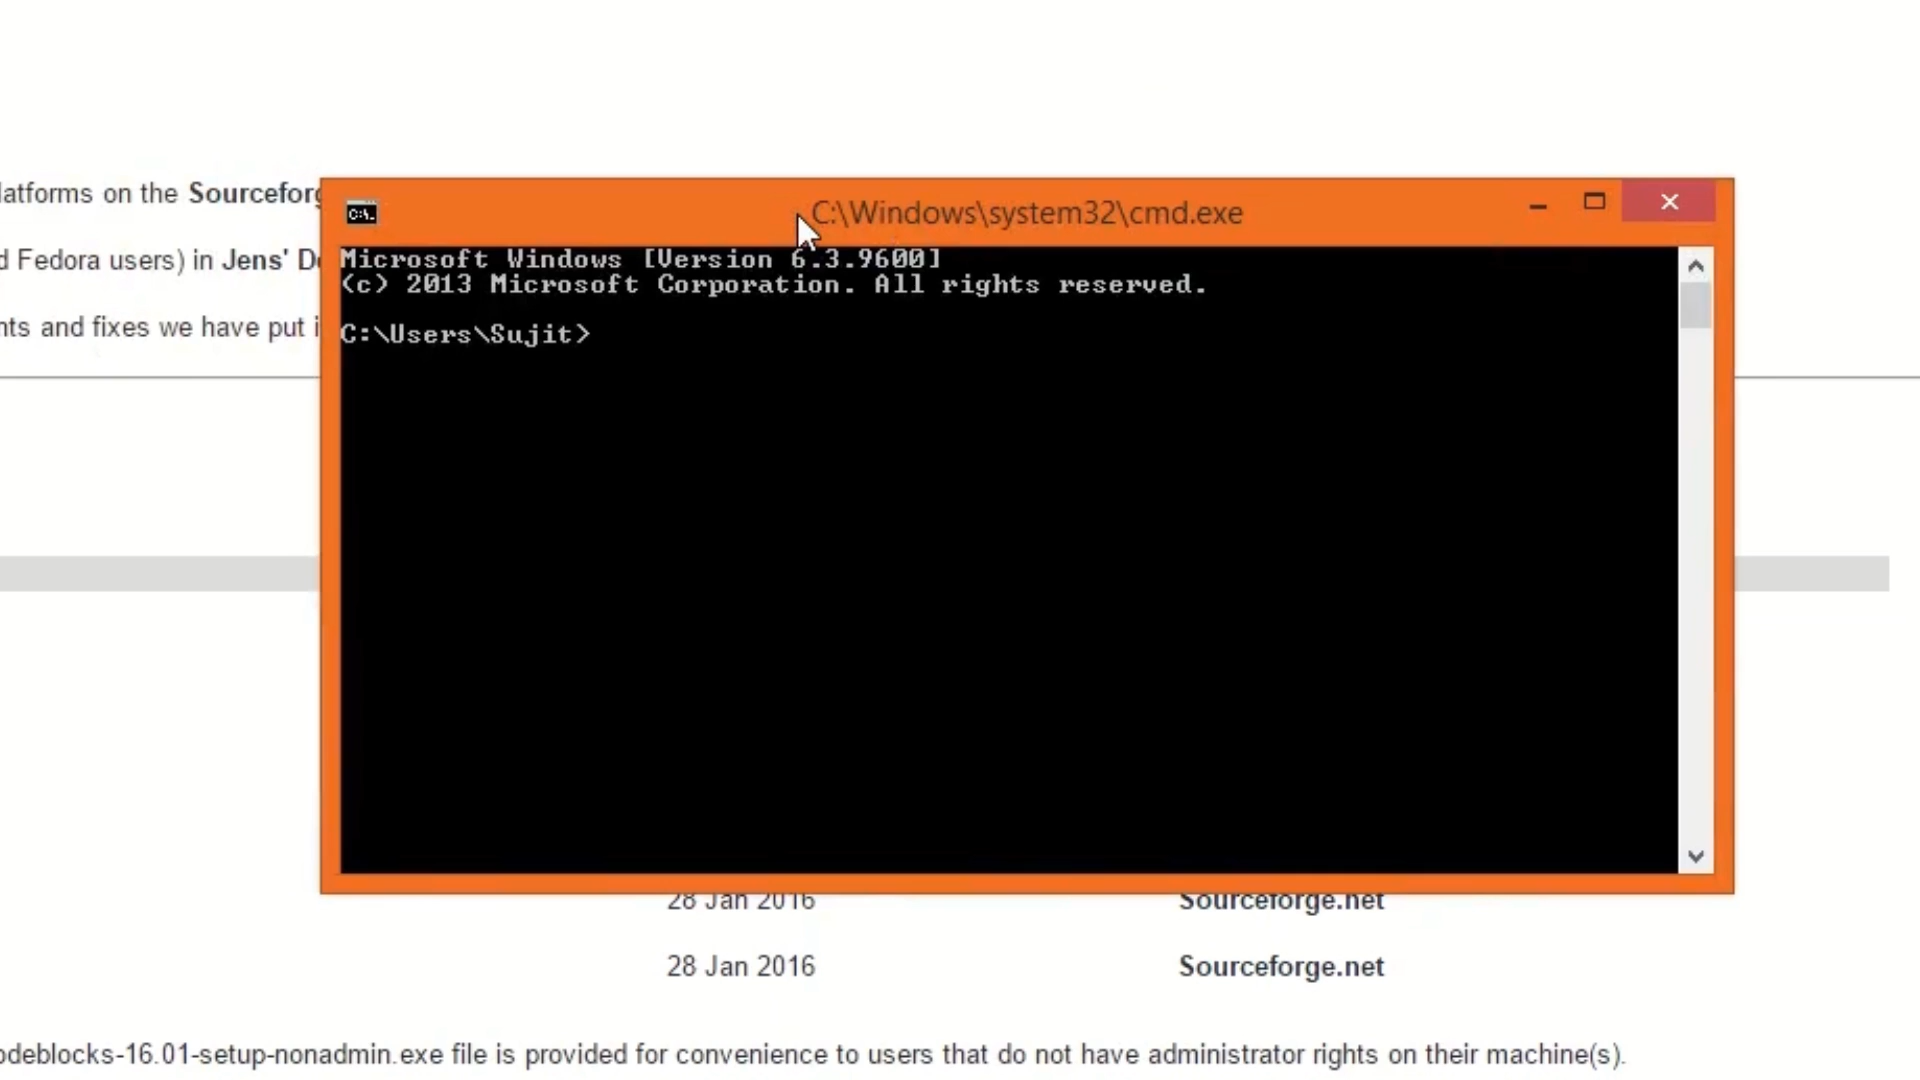 latforms on the Sourceforg
C:\Windows\system32\cmd.exe
d Fedora users) in Jens' D
Microsoft Windows [Version 6.3.9600]
(c) 2013 Microsoft Corporation. All rights reserved.
nts and fixes we have put i
C:\Users\Sujit>
28 Jan 2016 Sourceforge.net
28 Jan 2016 Sourceforge.net
odeblocks-16.01-setup-nonadmin.exe file is provided for convenience to users that do not have administrator rights on their machine(s).